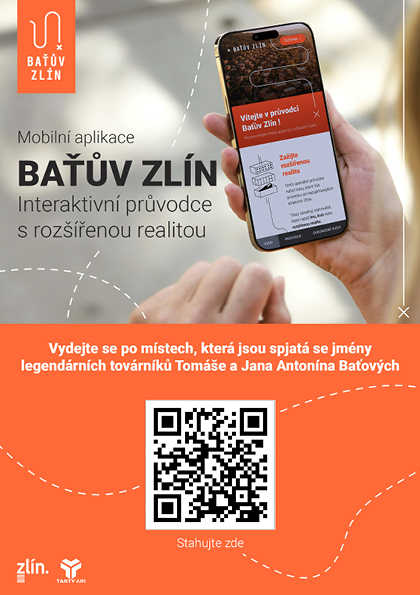 BAŤŮV
ZLÍN
BAŤŮV ZLÍN
Vítejte v průvodci
Baťův Zlín !
Zažijte
rozšířenou
realitu
Mobilní aplikace
BAŤŮV ZLÍN
Interaktivní průvodce
s rozšířenou realitou
Vydejte se po místech, která jsou spjatá se jmény
legendárních továrníků Tomáše a Jana Antonína Baťových
Stahujte zde
zlín.
TASTY AIR